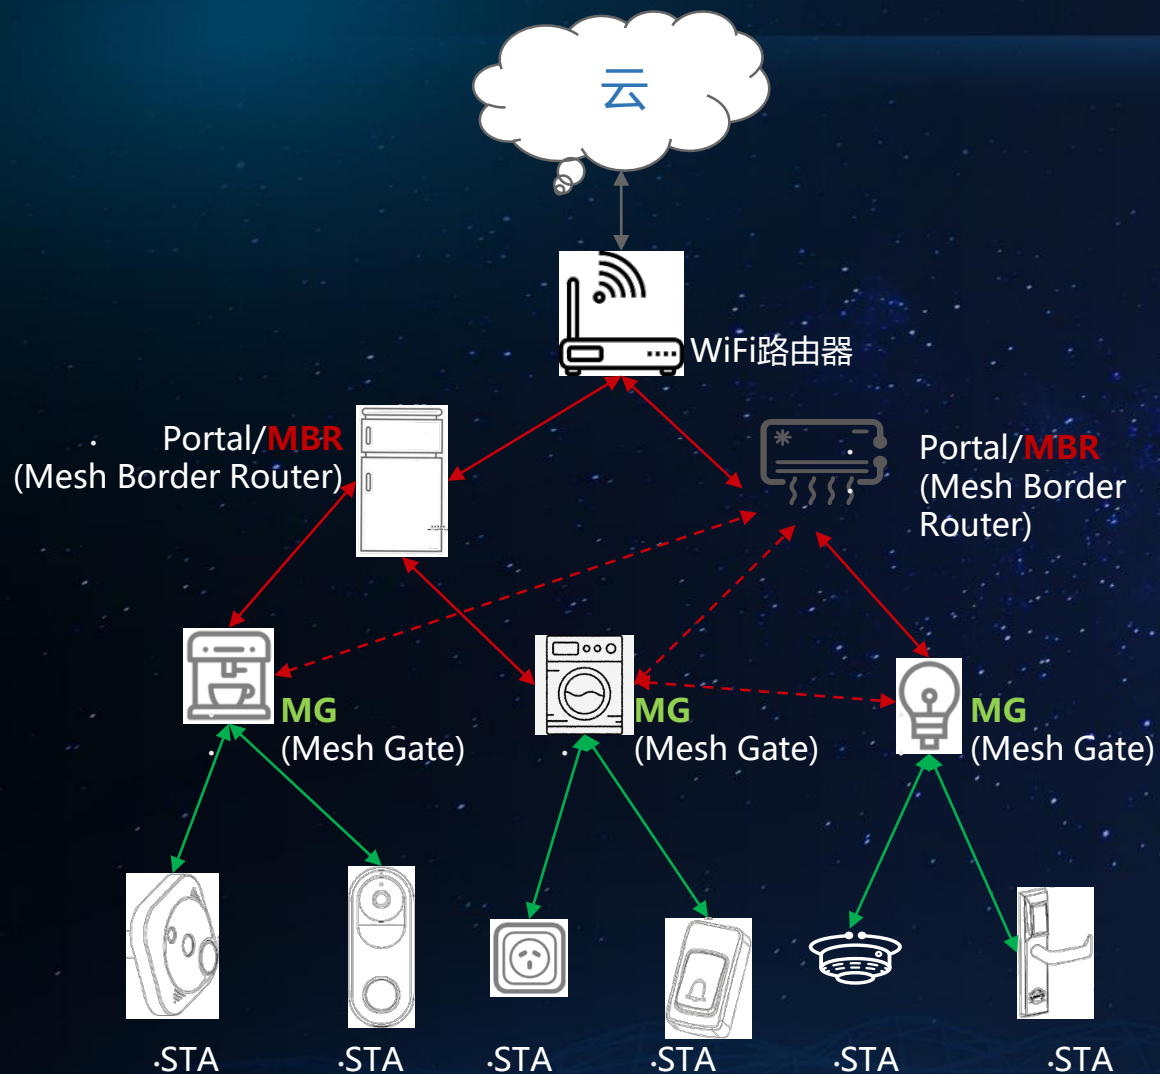 云
WiFi路由器
Portal/MBR
(Mesh Border Router)
Portal/MBR
(Mesh Border
Router)
MG
(Mesh Gate)
MG
(Mesh Gate)
MG
(Mesh Gate)
·STA
·STA
·STA
·STA
·STA
·STA